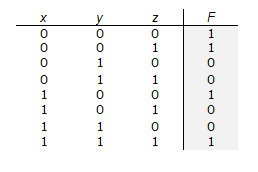 x y z F
0 0 0 1
0 0 1 1
0 1 0 0
0 1 1 0
1 0 0 1
1 0 1 0
1 1 0 0
1 1 1 1